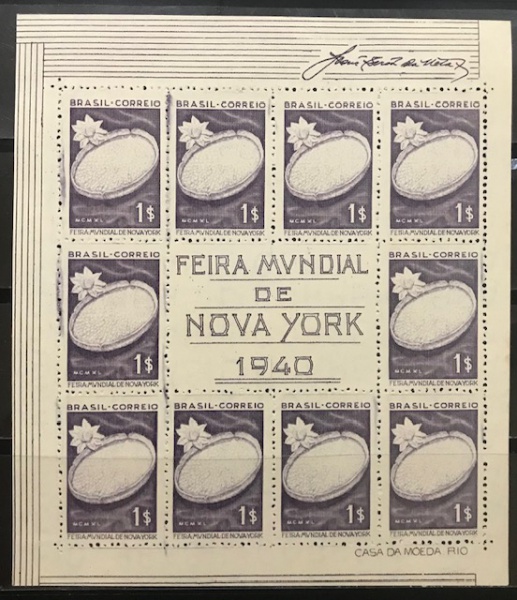 BRASIL-CORREIO BRASIL-CORREIO BRASIL-CORREIO BRASIL-CORREIO
1$ 1$ 1$ 1$
MCMXL MCMXL MCMXL MCMXL
FEIRA MVNDIAL DE NOVA YORK FEIRA MVNDIAL DE NOVA YORK FEIRA MVNDIAL DE NOVA YORK FEIRA MVNDIAL DE NOVA YORK
BRASIL-CORREIO
1$
MCMXL
FEIRA MVNDIAL DE NOVA YORK
FEIRA MVNDIAL
DE
NOVA YORK
1940
BRASIL-CORREIO
1$
MCMXL
FEIRA MVNDIAL DE NOVA YORK
BRASIL-CORREIO BRASIL-CORREIO BRASIL-CORREIO BRASIL-CORREIO
1$ 1$ 1$ 1$
MCMXL MCMXL MCMXL MCMXL
FEIRA MVNDIAL DE NOVA YORK FEIRA MVNDIAL DE NOVA YORK FEIRA MVNDIAL DE NOVA YORK FEIRA MVNDIAL DE NOVA YORK
CASA DA MOEDA RIO